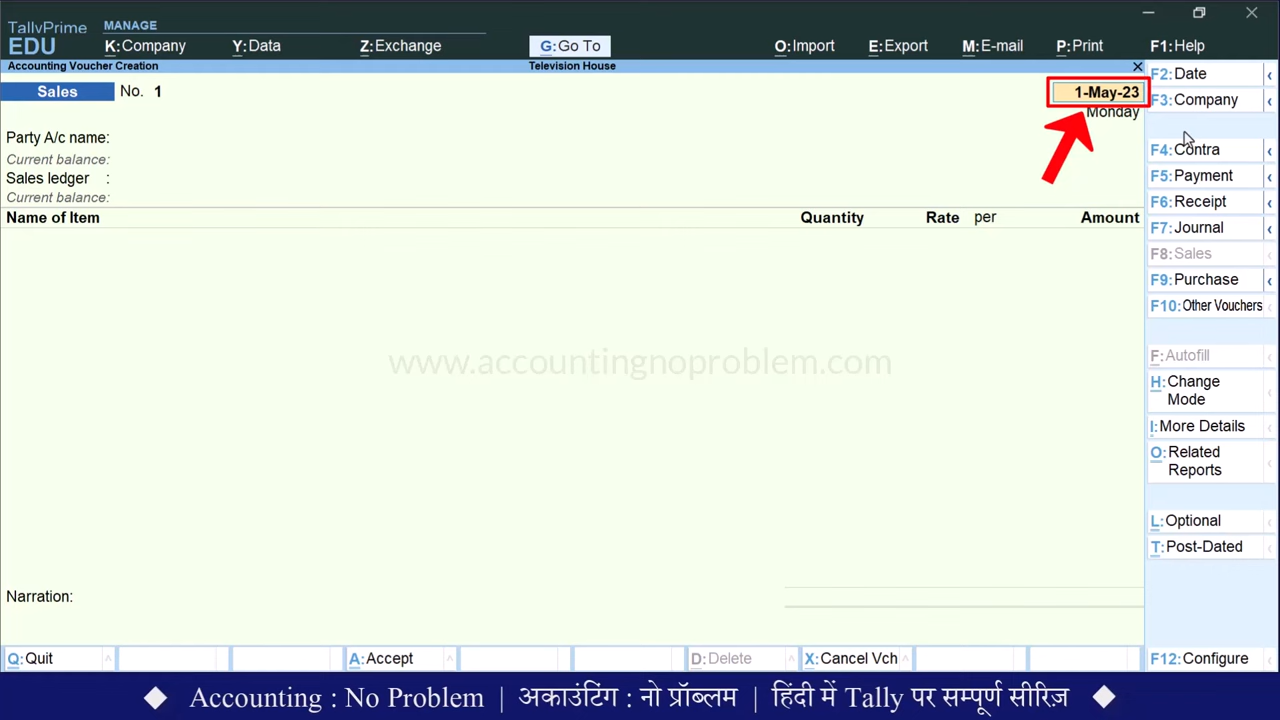 TallyPrime
EDU
MANAGE
K:Company Y:Data Z:Exchange G:Go To O:Import E:Export M:E-mail P:Print F1:Help
Accounting Voucher Creation Television House
Sales No. 1 1-May-23
Monday
Party A/c name:
Current balance:
Sales ledger :
Current balance:
Name of Item Quantity Rate per Amount
F2:Date
F3:Company
F4:Contra
F5:Payment
F6:Receipt
F7:Journal
F8:Sales
F9:Purchase
F10:Other Vouchers
F:Autofill
H:Change
Mode
I:More Details
O:Related
Reports
L:Optional
T:Post-Dated
www.accountingnoproblem.com
Narration:
Q:Quit A:Accept D:Delete X:Cancel Vch F12:Configure
Accounting : No Problem | अकाउंटिंग : नो प्रॉब्लम | हिंदी में Tally पर सम्पूर्ण सीरिज़